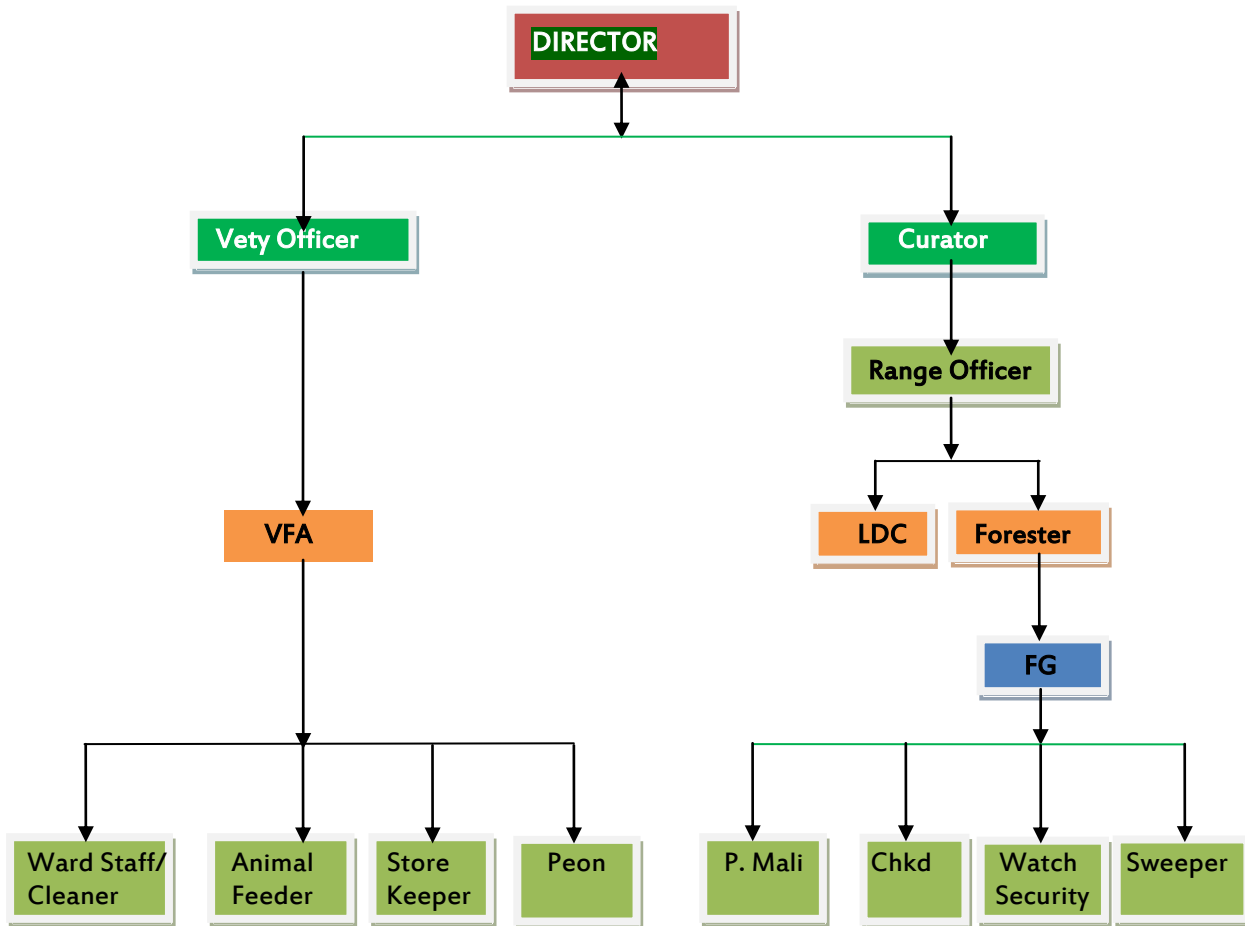 DIRECTOR
Vety Officer
Curator
Range Officer
VFA
LDC
Forester
FG
Ward Staff/
Cleaner
Animal
Feeder
Store
Keeper
Peon
P. Mali
Chkd
Watch
Security
Sweeper